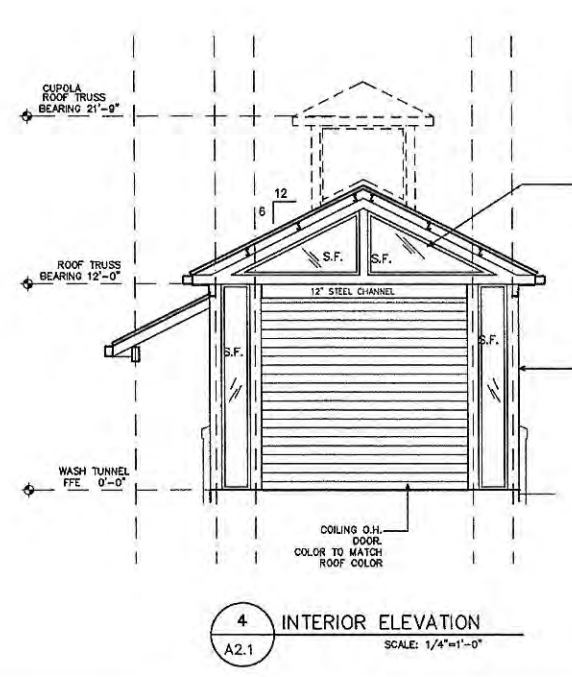 CUPOLA
ROOF TRUSS
BEARING 21'-9"
12
6
S.F.
S.F.
ROOF TRUSS
BEARING 12'-0"
12" STEEL CHANNEL
S.F.
S.F.
WASH TUNNEL
FFE 0'-0"
COILING O.H.
DOOR.
COLOR TO MATCH
ROOF COLOR
4
INTERIOR ELEVATION
A2.1
SCALE: 1/4"=1'-0"